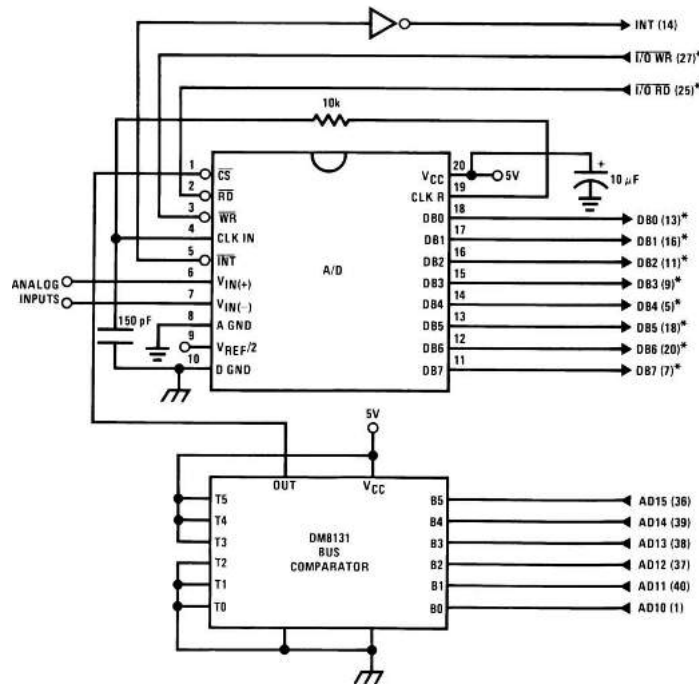 INT (14)
I/O WR (27)*
I/O RD (25)*
10k
1
CS
2
RD
3
WR
4
CLK IN
5
INT
6
VIN(+)
7
VIN(−)
8
A GND
9
VREF/2
10
D GND
A/D
VCC
20
5V
+
10 μF
CLK R
19
DB0
18
DB0 (13)*
DB1
17
DB1 (16)*
DB2
16
DB2 (11)*
DB3
15
DB3 (9)*
DB4
14
DB4 (5)*
DB5
13
DB5 (18)*
DB6
12
DB6 (20)*
DB7
11
DB7 (7)*
ANALOG
INPUTS
150 pF
5V
OUT
VCC
T5
T4
T3
T2
T1
T0
DM8131
BUS
COMPARATOR
B5
AD15 (36)
B4
AD14 (39)
B3
AD13 (38)
B2
AD12 (37)
B1
AD11 (40)
B0
AD10 (1)